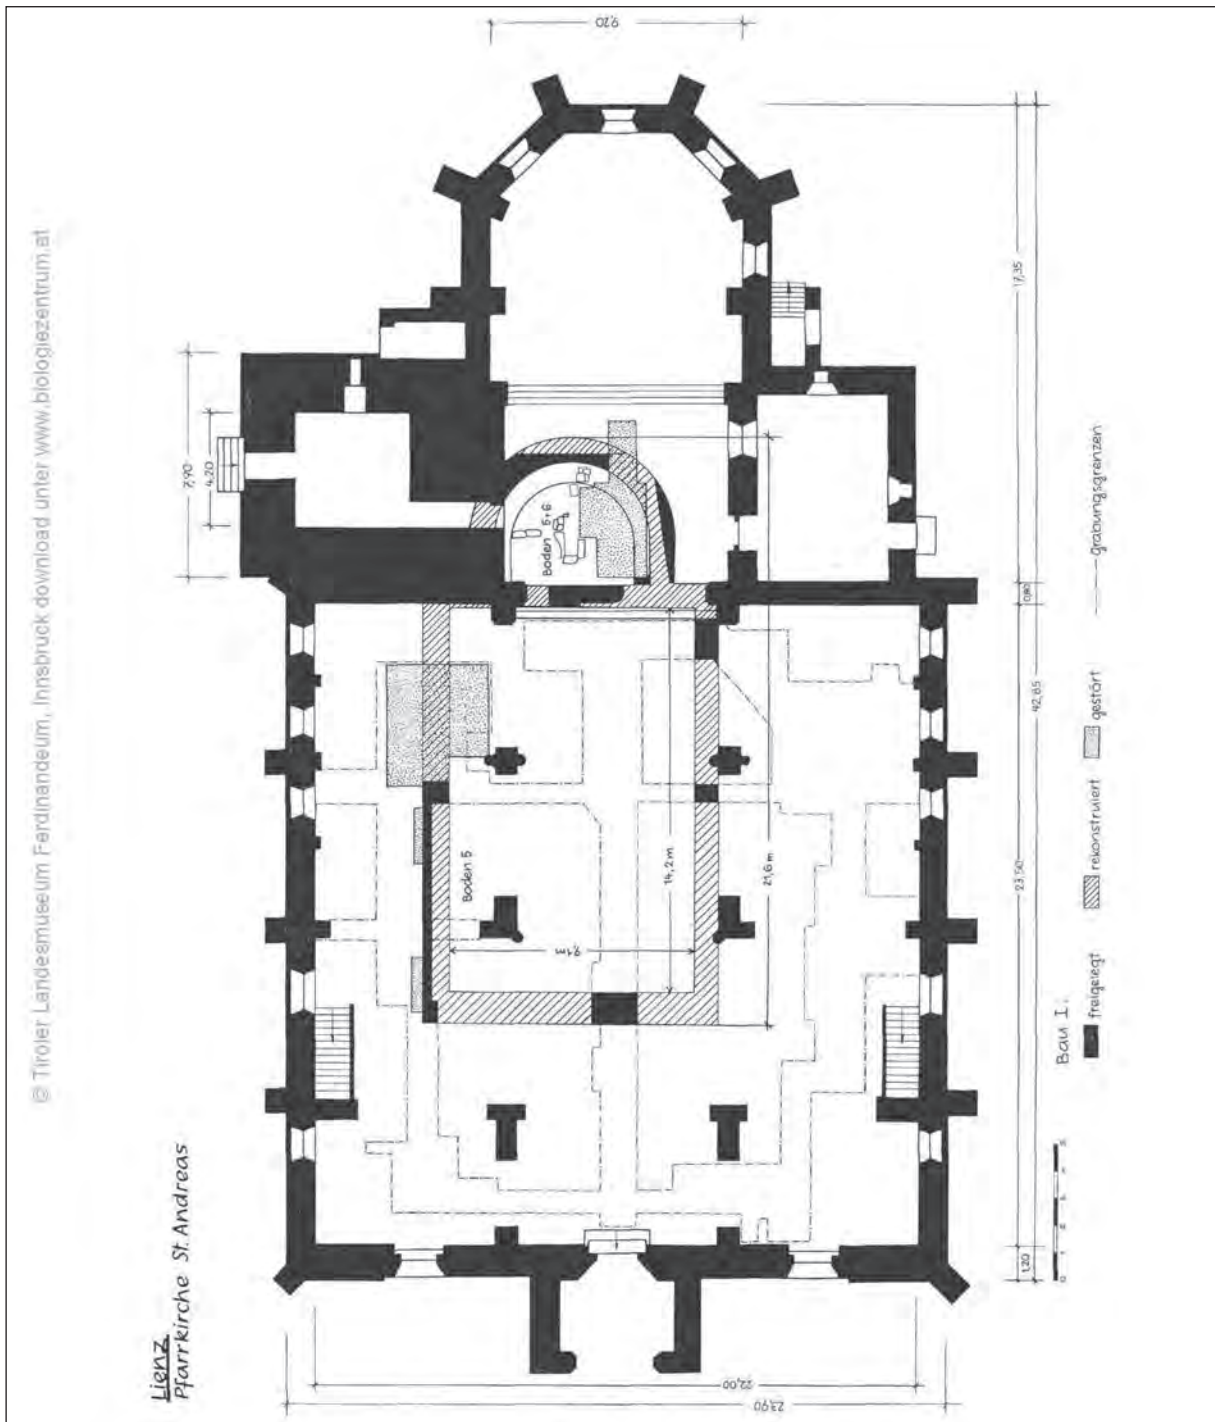 9,20
17,35
42,85
0,80
23,50
1,20
7,90
4,20
Boden 5+6
Boden 5
14,2 m
21,6 m
9,1 m
22,00
23,90
Lienz
Pfarrkirche St. Andreas
Bau I.
freigelegt
rekonstruiert
gestört
grabungsgrenzen
© Tiroler Landesmuseum Ferdinandeum, Innsbruck download unter www.biologiezentrum.at